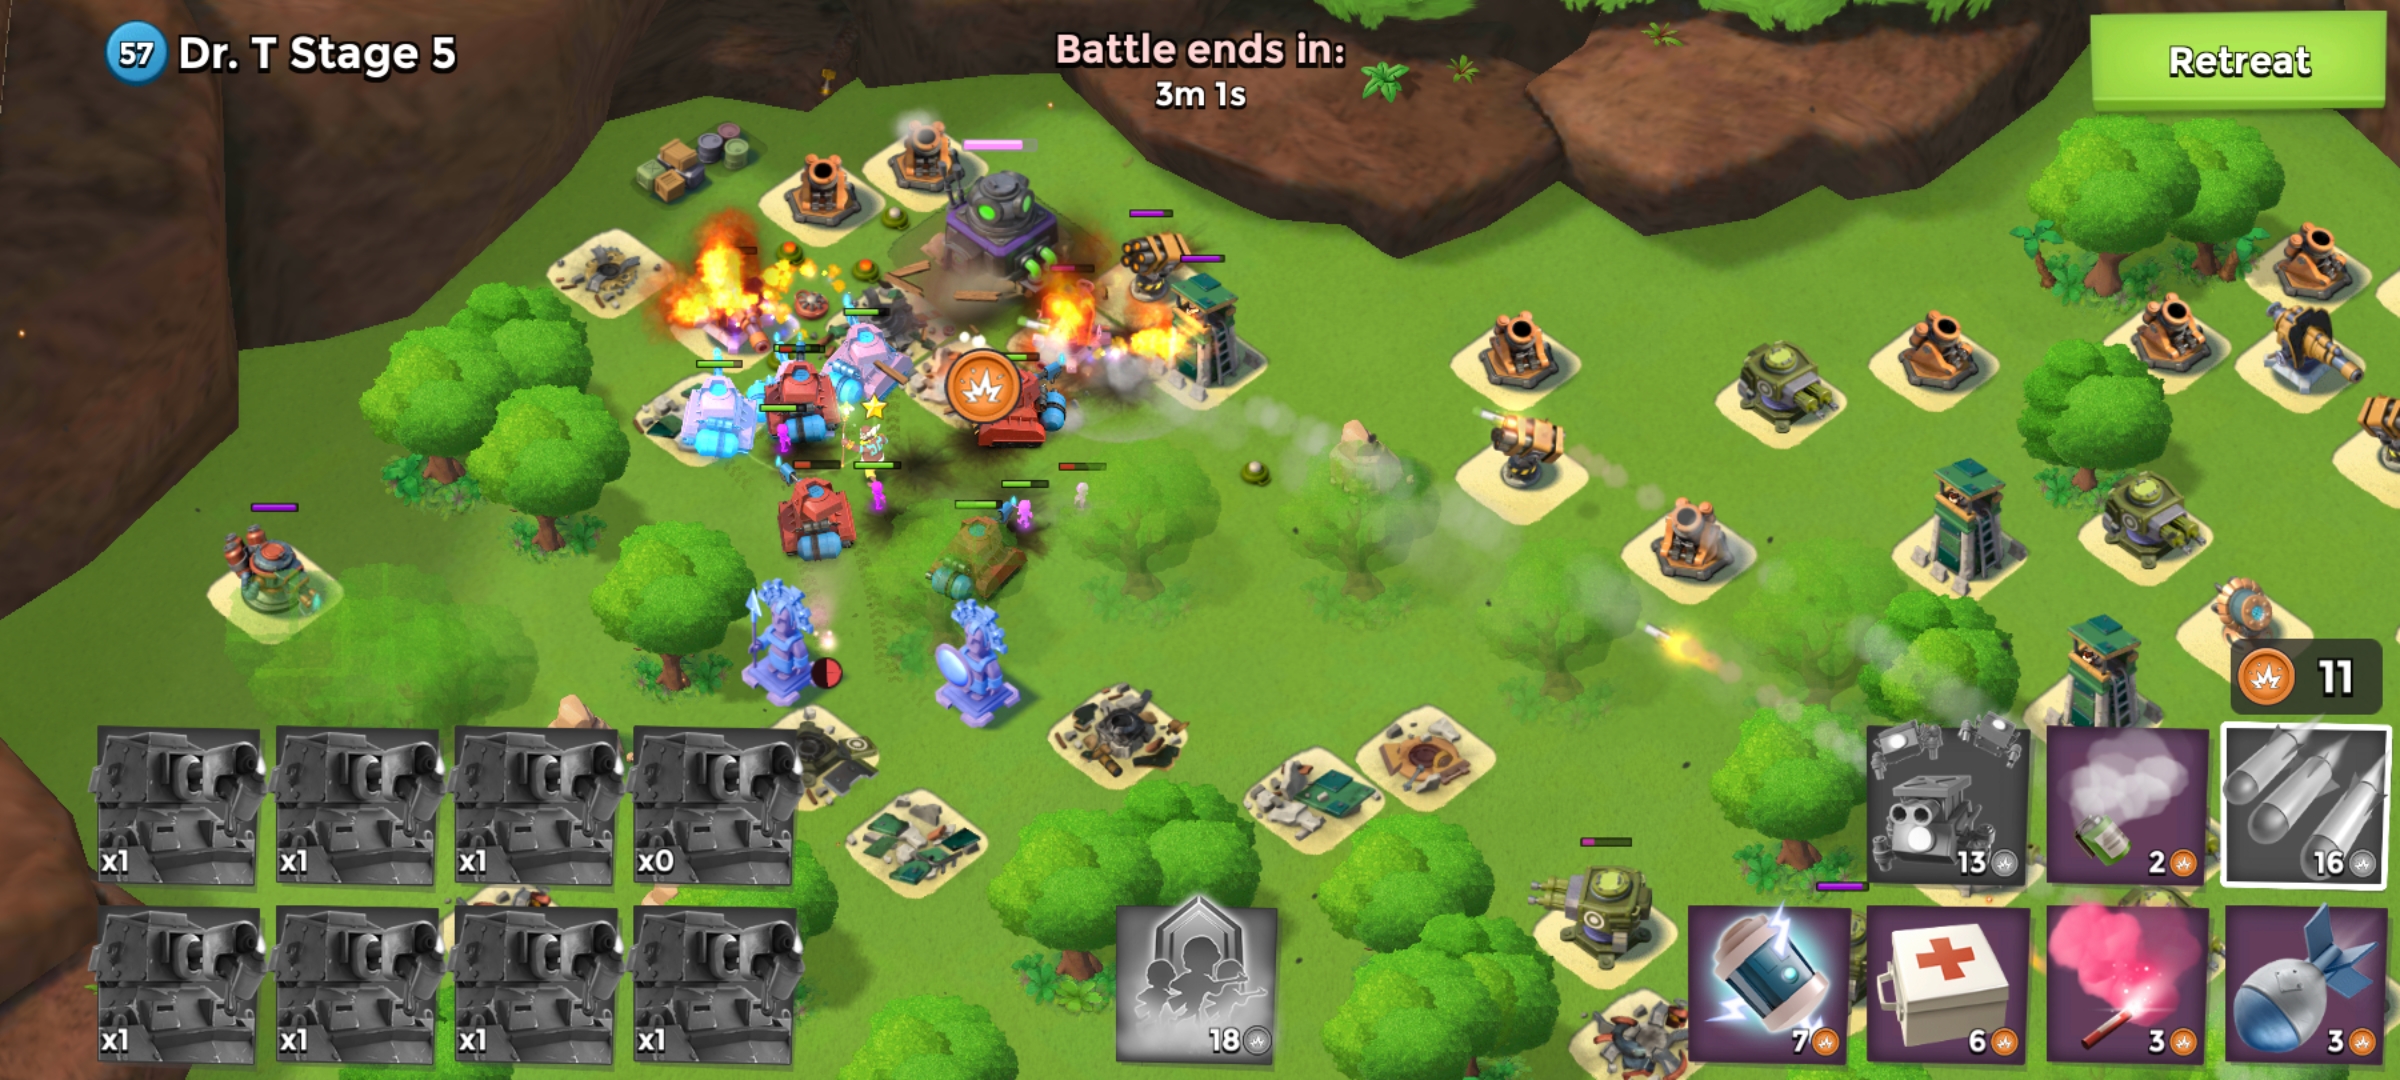 57 Dr. T Stage 5
Battle ends in:
3m 1s
Retreat
11
x1
x1
x1
x0
13
2
16
x1
x1
x1
x1
18
7
6
3
3